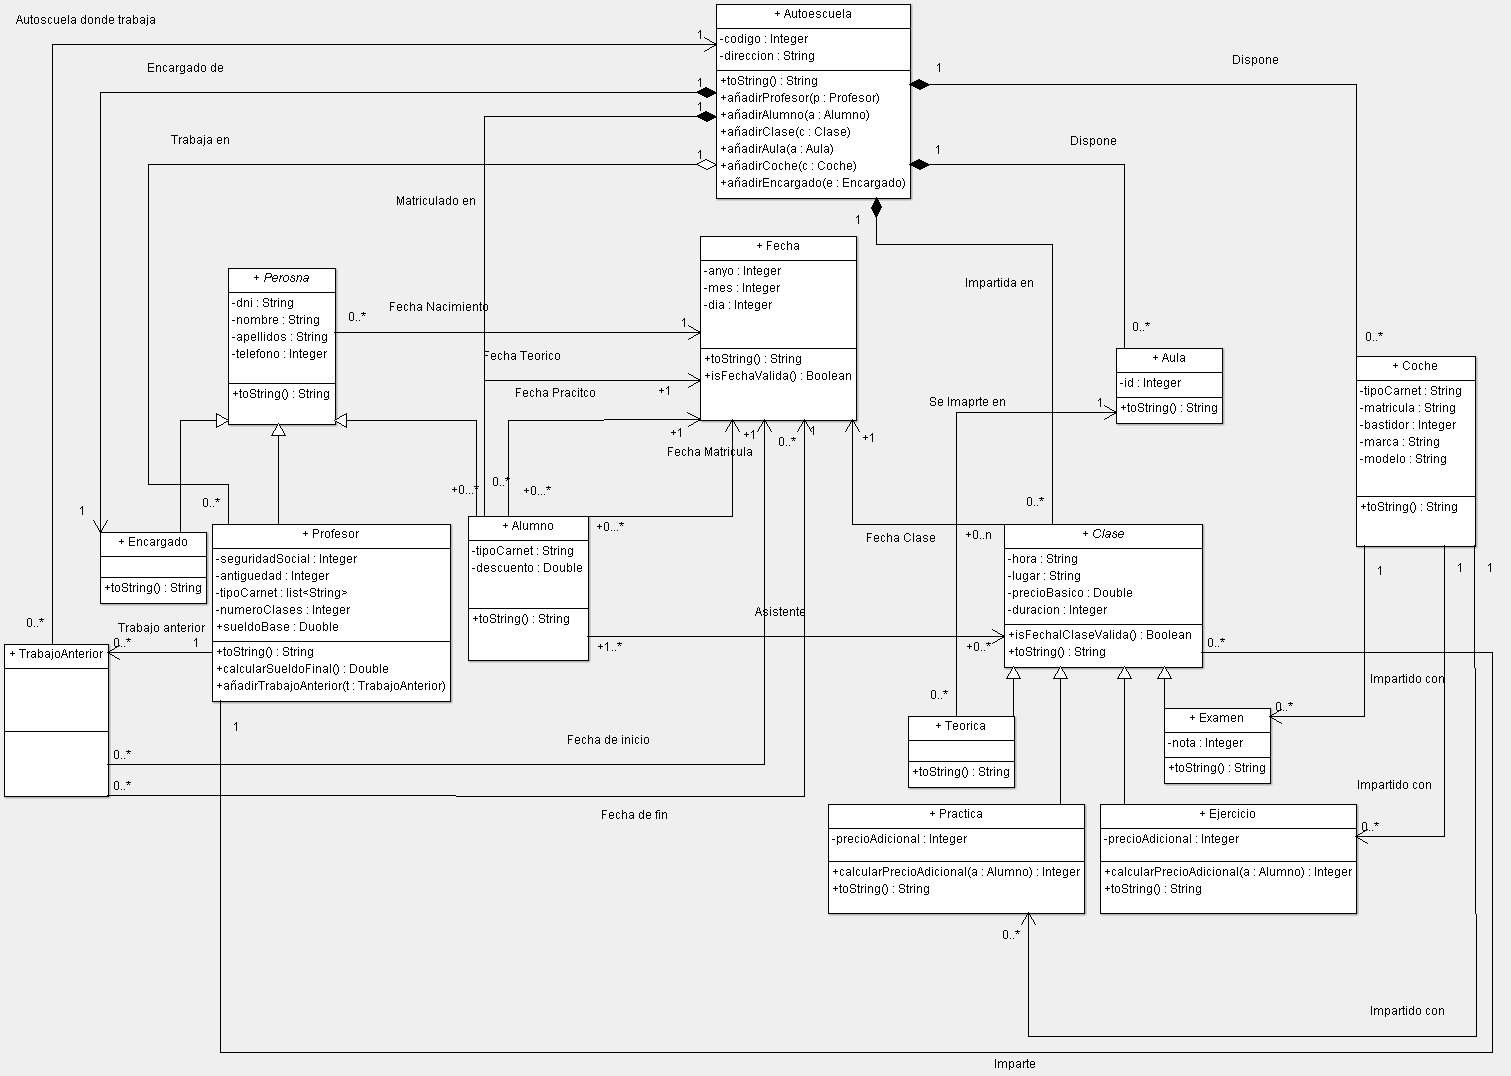 Autoscuela donde trabaja
+ Autoescuela
-codigo : Integer
-direccion : String
+toString() : String
+añadirProfesor(p : Profesor)
+añadirAlumno(a : Alumno)
+añadirClase(c : Clase)
+añadirAula(a : Aula)
+añadirCoche(c : Coche)
+añadirEncargado(e : Encargado)
1
Encargado de
1
1
Trabaja en
1
Matriculado en
1
Dispone
1
Dispone
1
Impartida en
+ Fecha
-anyo : Integer
-mes : Integer
-dia : Integer
+toString() : String
+isFechaValida() : Boolean
+ Perosna
-dni : String
-nombre : String
-apellidos : String
-telefono : Integer
+toString() : String
Fecha Nacimiento
0..*
1
Fecha Teorico
Fecha Pracitco
+1
+1
Fecha Matricula
+1
0..*
1
+1
0..*
+ Aula
-id : Integer
+toString() : String
Se Imaprte en
1
0..*
+ Coche
-tipoCarnet : String
-matricula : String
-bastidor : Integer
-marca : String
-modelo : String
+toString() : String
1
0..*
+0...*
0..*
+0...*
+0...*
Fecha Clase
+0..n
0..*
+ Encargado
+toString() : String
+ Profesor
-seguridadSocial : Integer
-antiguedad : Integer
-tipoCarnet : list<String>
-numeroClases : Integer
+sueldoBase : Duoble
+toString() : String
+calcularSueldoFinal() : Double
+añadirTrabajoAnterior(t : TrabajoAnterior)
+ Alumno
-tipoCarnet : String
-descuento : Double
+toString() : String
+ Clase
-hora : String
-lugar : String
-precioBasico : Double
-duracion : Integer
+isFechalClaseValida() : Boolean
+toString() : String
1
1
1
0..*
Trabajo anterior
0..*
1
Asistente
+1..*
+0..*
0..*
+ TrabajoAnterior
1
0..*
0..*
Fecha de inicio
Fecha de fin
0..*
+ Teorica
+toString() : String
Impartido con
0..*
+ Examen
-nota : Integer
+toString() : String
Impartido con
0..*
+ Practica
-precioAdicional : Integer
+calcularPrecioAdicional(a : Alumno) : Integer
+toString() : String
+ Ejercicio
-precioAdicional : Integer
+calcularPrecioAdicional(a : Alumno) : Integer
+toString() : String
0..*
Impartido con
Imparte